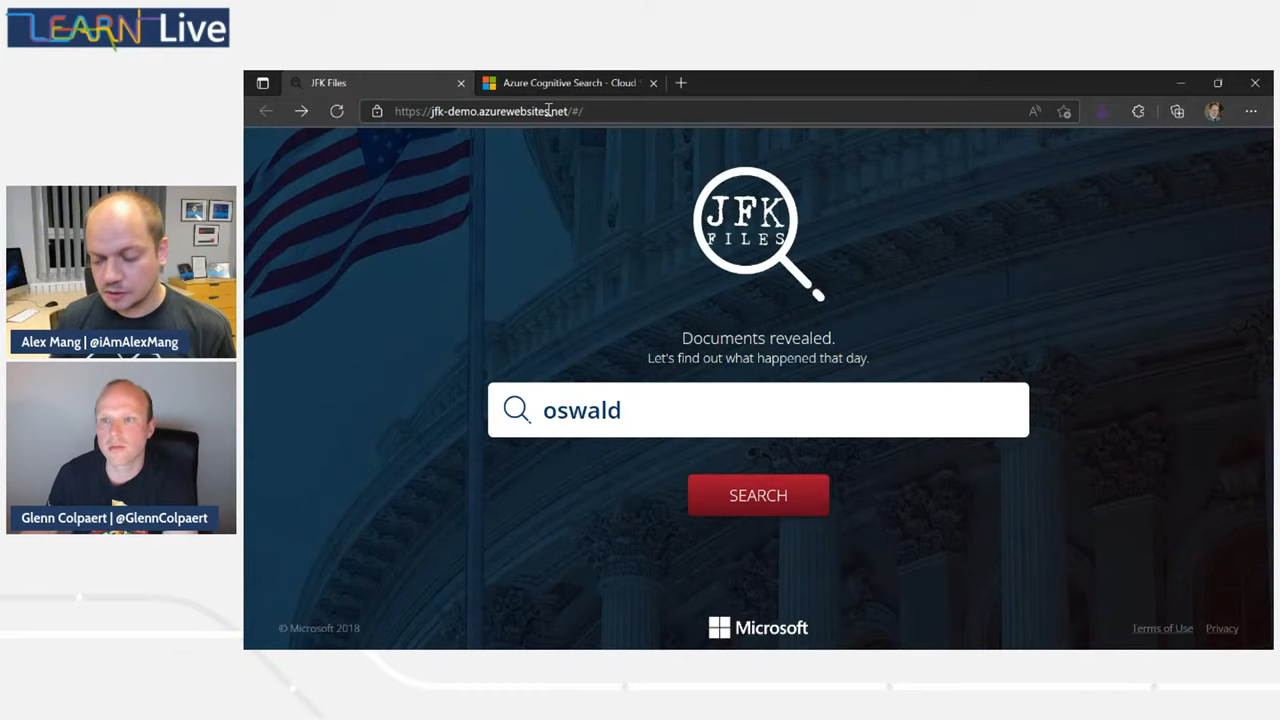 LEARN Live
JFK Files
Azure Cognitive Search - Cloud
https://jfk-demo.azurewebsites.net/#/
JFK
FILES
Documents revealed.
Let's find out what happened that day.
oswald
SEARCH
Alex Mang | @iAmAlexMang
Glenn Colpaert | @GlennColpaert
© Microsoft 2018
Microsoft
Terms of Use
Privacy